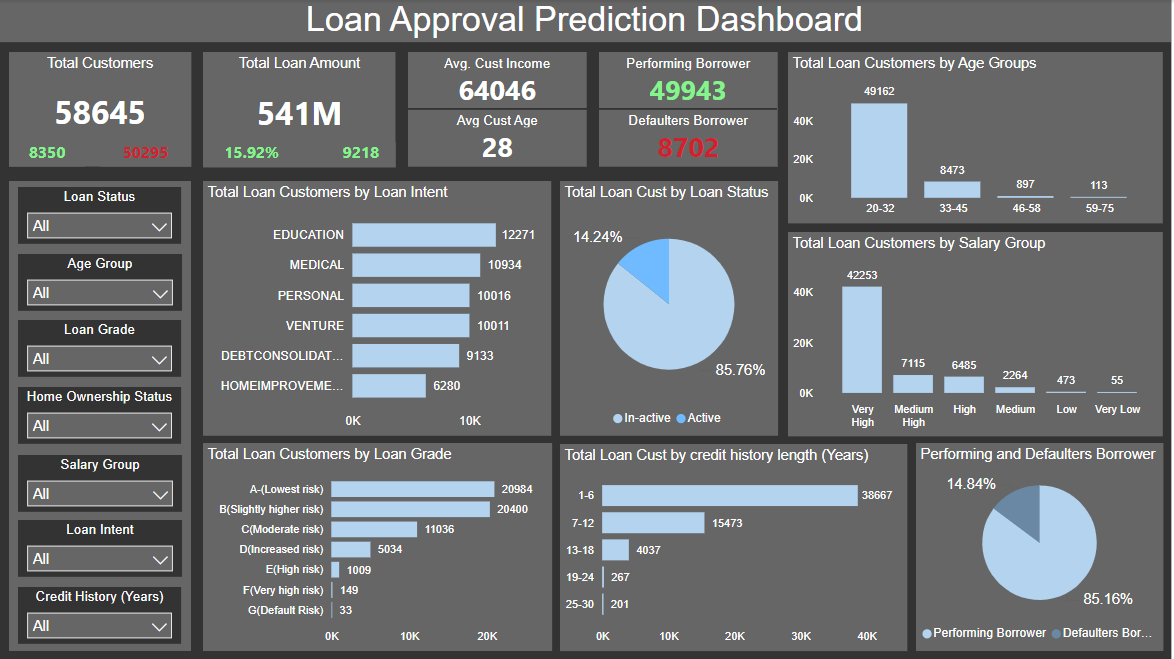 Loan Approval Prediction Dashboard
Total Customers
58645
8350 50295
Total Loan Amount
541M
15.92% 9218
Avg. Cust Income
64046
Avg Cust Age
28
Performing Borrower
49943
Defaulters Borrower
8702
Total Loan Customers by Age Groups
49162
40K
20K
8473
897
113
0K
20-32 33-45 46-58 59-75
Loan Status
All
Age Group
All
Loan Grade
All
Home Ownership Status
All
Salary Group
All
Loan Intent
All
Credit History (Years)
All
Total Loan Customers by Loan Intent
EDUCATION 12271
MEDICAL 10934
PERSONAL 10016
VENTURE 10011
DEBTCONSOLIDAT... 9133
HOMEIMPROVEME... 6280
0K 10K
Total Loan Cust by Loan Status
14.24%
85.76%
In-active Active
Total Loan Customers by Salary Group
42253
40K
20K
7115
6485
2264
473
55
0K
Very High
Medium High
High
Medium
Low
Very Low
Total Loan Customers by Loan Grade
A-(Lowest risk) 20984
B(Slightly higher risk) 20400
C(Moderate risk) 11036
D(Increased risk) 5034
E(High risk) 1009
F(Very high risk) 149
G(Default Risk) 33
0K 10K 20K
Total Loan Cust by credit history length (Years)
1-6 38667
7-12 15473
13-18 4037
19-24 267
25-30 201
0K 10K 20K 30K 40K
Performing and Defaulters Borrower
14.84%
85.16%
Performing Borrower Defaulters Bor...